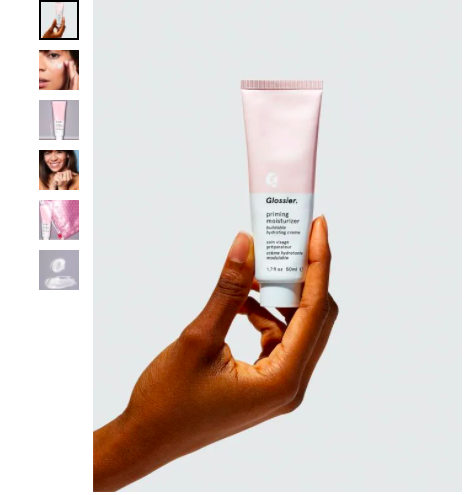 Glossier.
priming
moisturizer
buildable
hydrating creme
soin visage
préparateur
crème hydratante
modulable
1.7 fl oz 50ml